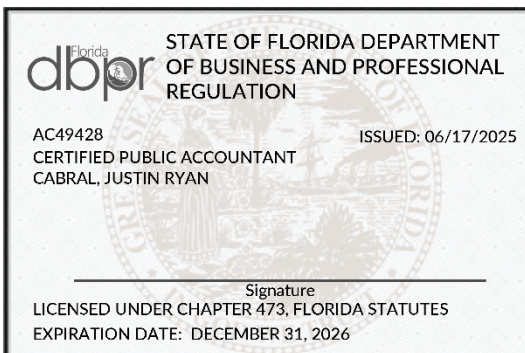 Florida
dbpr
STATE OF FLORIDA DEPARTMENT
OF BUSINESS AND PROFESSIONAL
REGULATION
AC49428
ISSUED: 06/17/2025
CERTIFIED PUBLIC ACCOUNTANT
CABRAL, JUSTIN RYAN
Signature
LICENSED UNDER CHAPTER 473, FLORIDA STATUTES
EXPIRATION DATE: DECEMBER 31, 2026